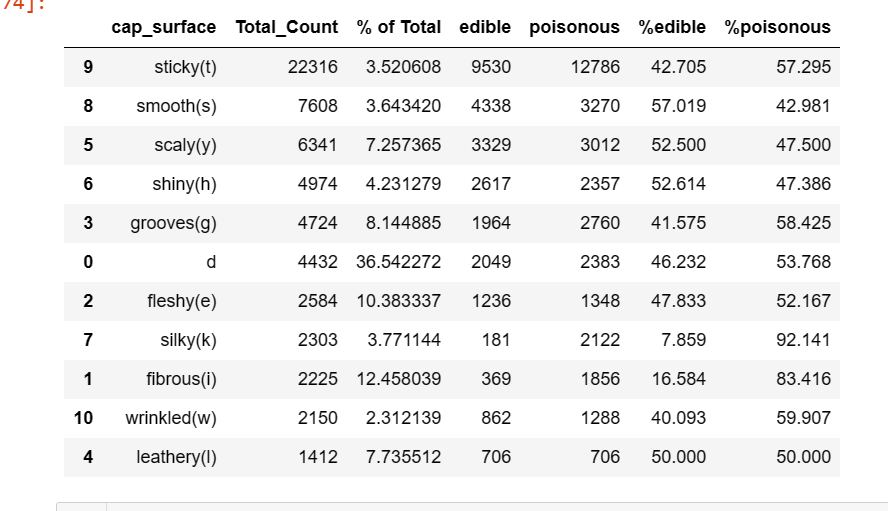 74]:
cap_surface Total_Count % of Total edible poisonous %edible %poisonous
9 sticky(t) 22316 3.520608 9530 12786 42.705 57.295
8 smooth(s) 7608 3.643420 4338 3270 57.019 42.981
5 scaly(y) 6341 7.257365 3329 3012 52.500 47.500
6 shiny(h) 4974 4.231279 2617 2357 52.614 47.386
3 grooves(g) 4724 8.144885 1964 2760 41.575 58.425
0 d 4432 36.542272 2049 2383 46.232 53.768
2 fleshy(e) 2584 10.383337 1236 1348 47.833 52.167
7 silky(k) 2303 3.771144 181 2122 7.859 92.141
1 fibrous(i) 2225 12.458039 369 1856 16.584 83.416
10 wrinkled(w) 2150 2.312139 862 1288 40.093 59.907
4 leathery(l) 1412 7.735512 706 706 50.000 50.000